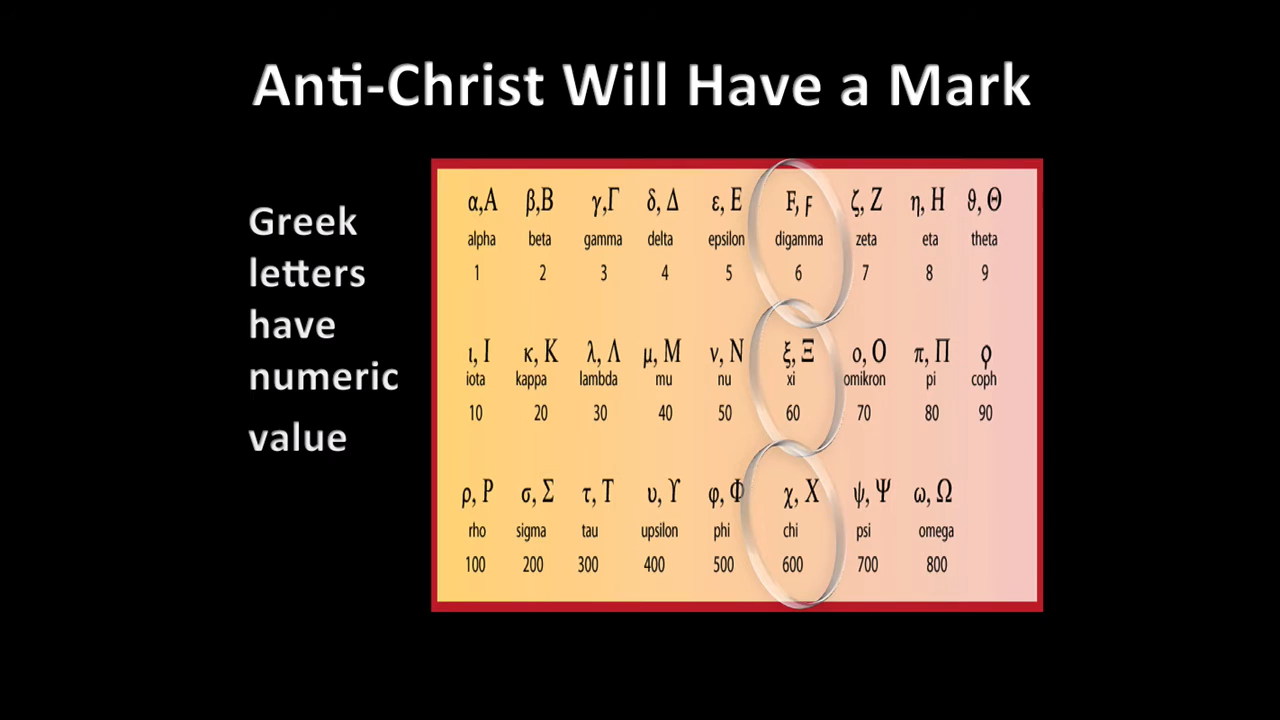 Anti-Christ Will Have a Mark
Greek
letters
have
numeric
value
α,Α β,Β γ,Γ δ, Δ ε, Ε Ϝ, ϝ ζ, Ζ η, Η ϑ, Θ
alpha beta gamma delta epsilon digamma zeta eta theta
1 2 3 4 5 6 7 8 9
ι, Ι κ, Κ λ, Λ μ, Μ ν, Ν ξ, Ξ ο, Ο π, Π ϙ
iota kappa lambda mu nu xi omikron pi coph
10 20 30 40 50 60 70 80 90
ρ, Ρ σ, Σ τ, Τ υ, ϒ φ, Φ χ, Χ ψ, Ψ ω, Ω
rho sigma tau upsilon phi chi psi omega
100 200 300 400 500 600 700 800